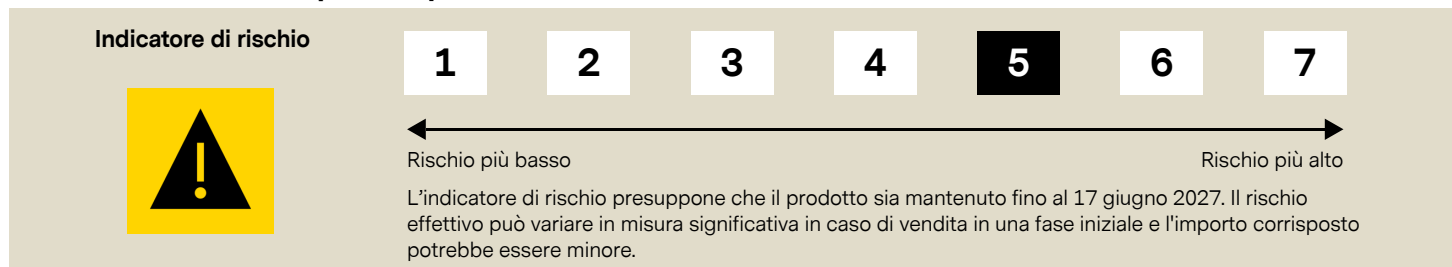 Indicatore di rischio
1 2 3 4 5 6 7
Rischio più basso Rischio più alto
L’indicatore di rischio presuppone che il prodotto sia mantenuto fino al 17 giugno 2027. Il rischio
effettivo può variare in misura significativa in caso di vendita in una fase iniziale e l'importo corrisposto
potrebbe essere minore.